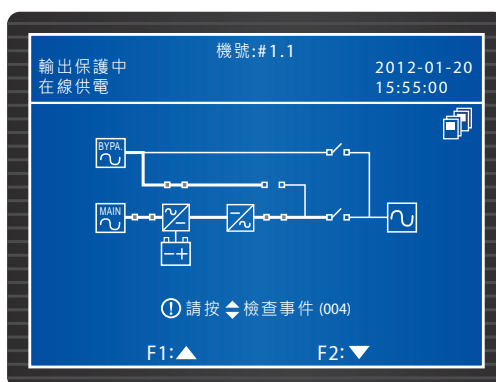 機號:#1.1
輸出保護中
在線供電
2012-01-20
15:55:00
BYPA.
MAIN
請按 檢查事件 (004)
F1:
F2: